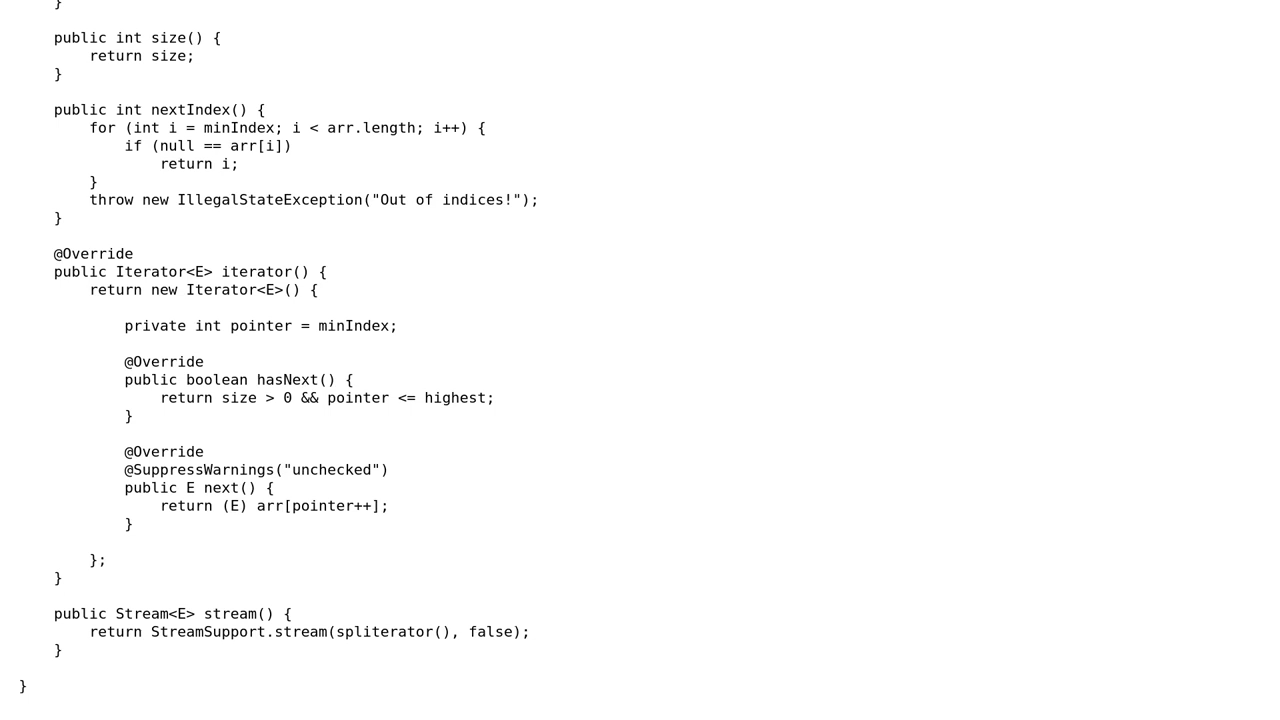 }

    public int size() {
        return size;
    }

    public int nextIndex() {
        for (int i = minIndex; i < arr.length; i++) {
            if (null == arr[i])
                return i;
        }
        throw new IllegalStateException("Out of indices!");
    }

    @Override
    public Iterator<E> iterator() {
        return new Iterator<E>() {

            private int pointer = minIndex;

            @Override
            public boolean hasNext() {
                return size > 0 && pointer <= highest;
            }

            @Override
            @SuppressWarnings("unchecked")
            public E next() {
                return (E) arr[pointer++];
            }

        };
    }

    public Stream<E> stream() {
        return StreamSupport.stream(spliterator(), false);
    }

}